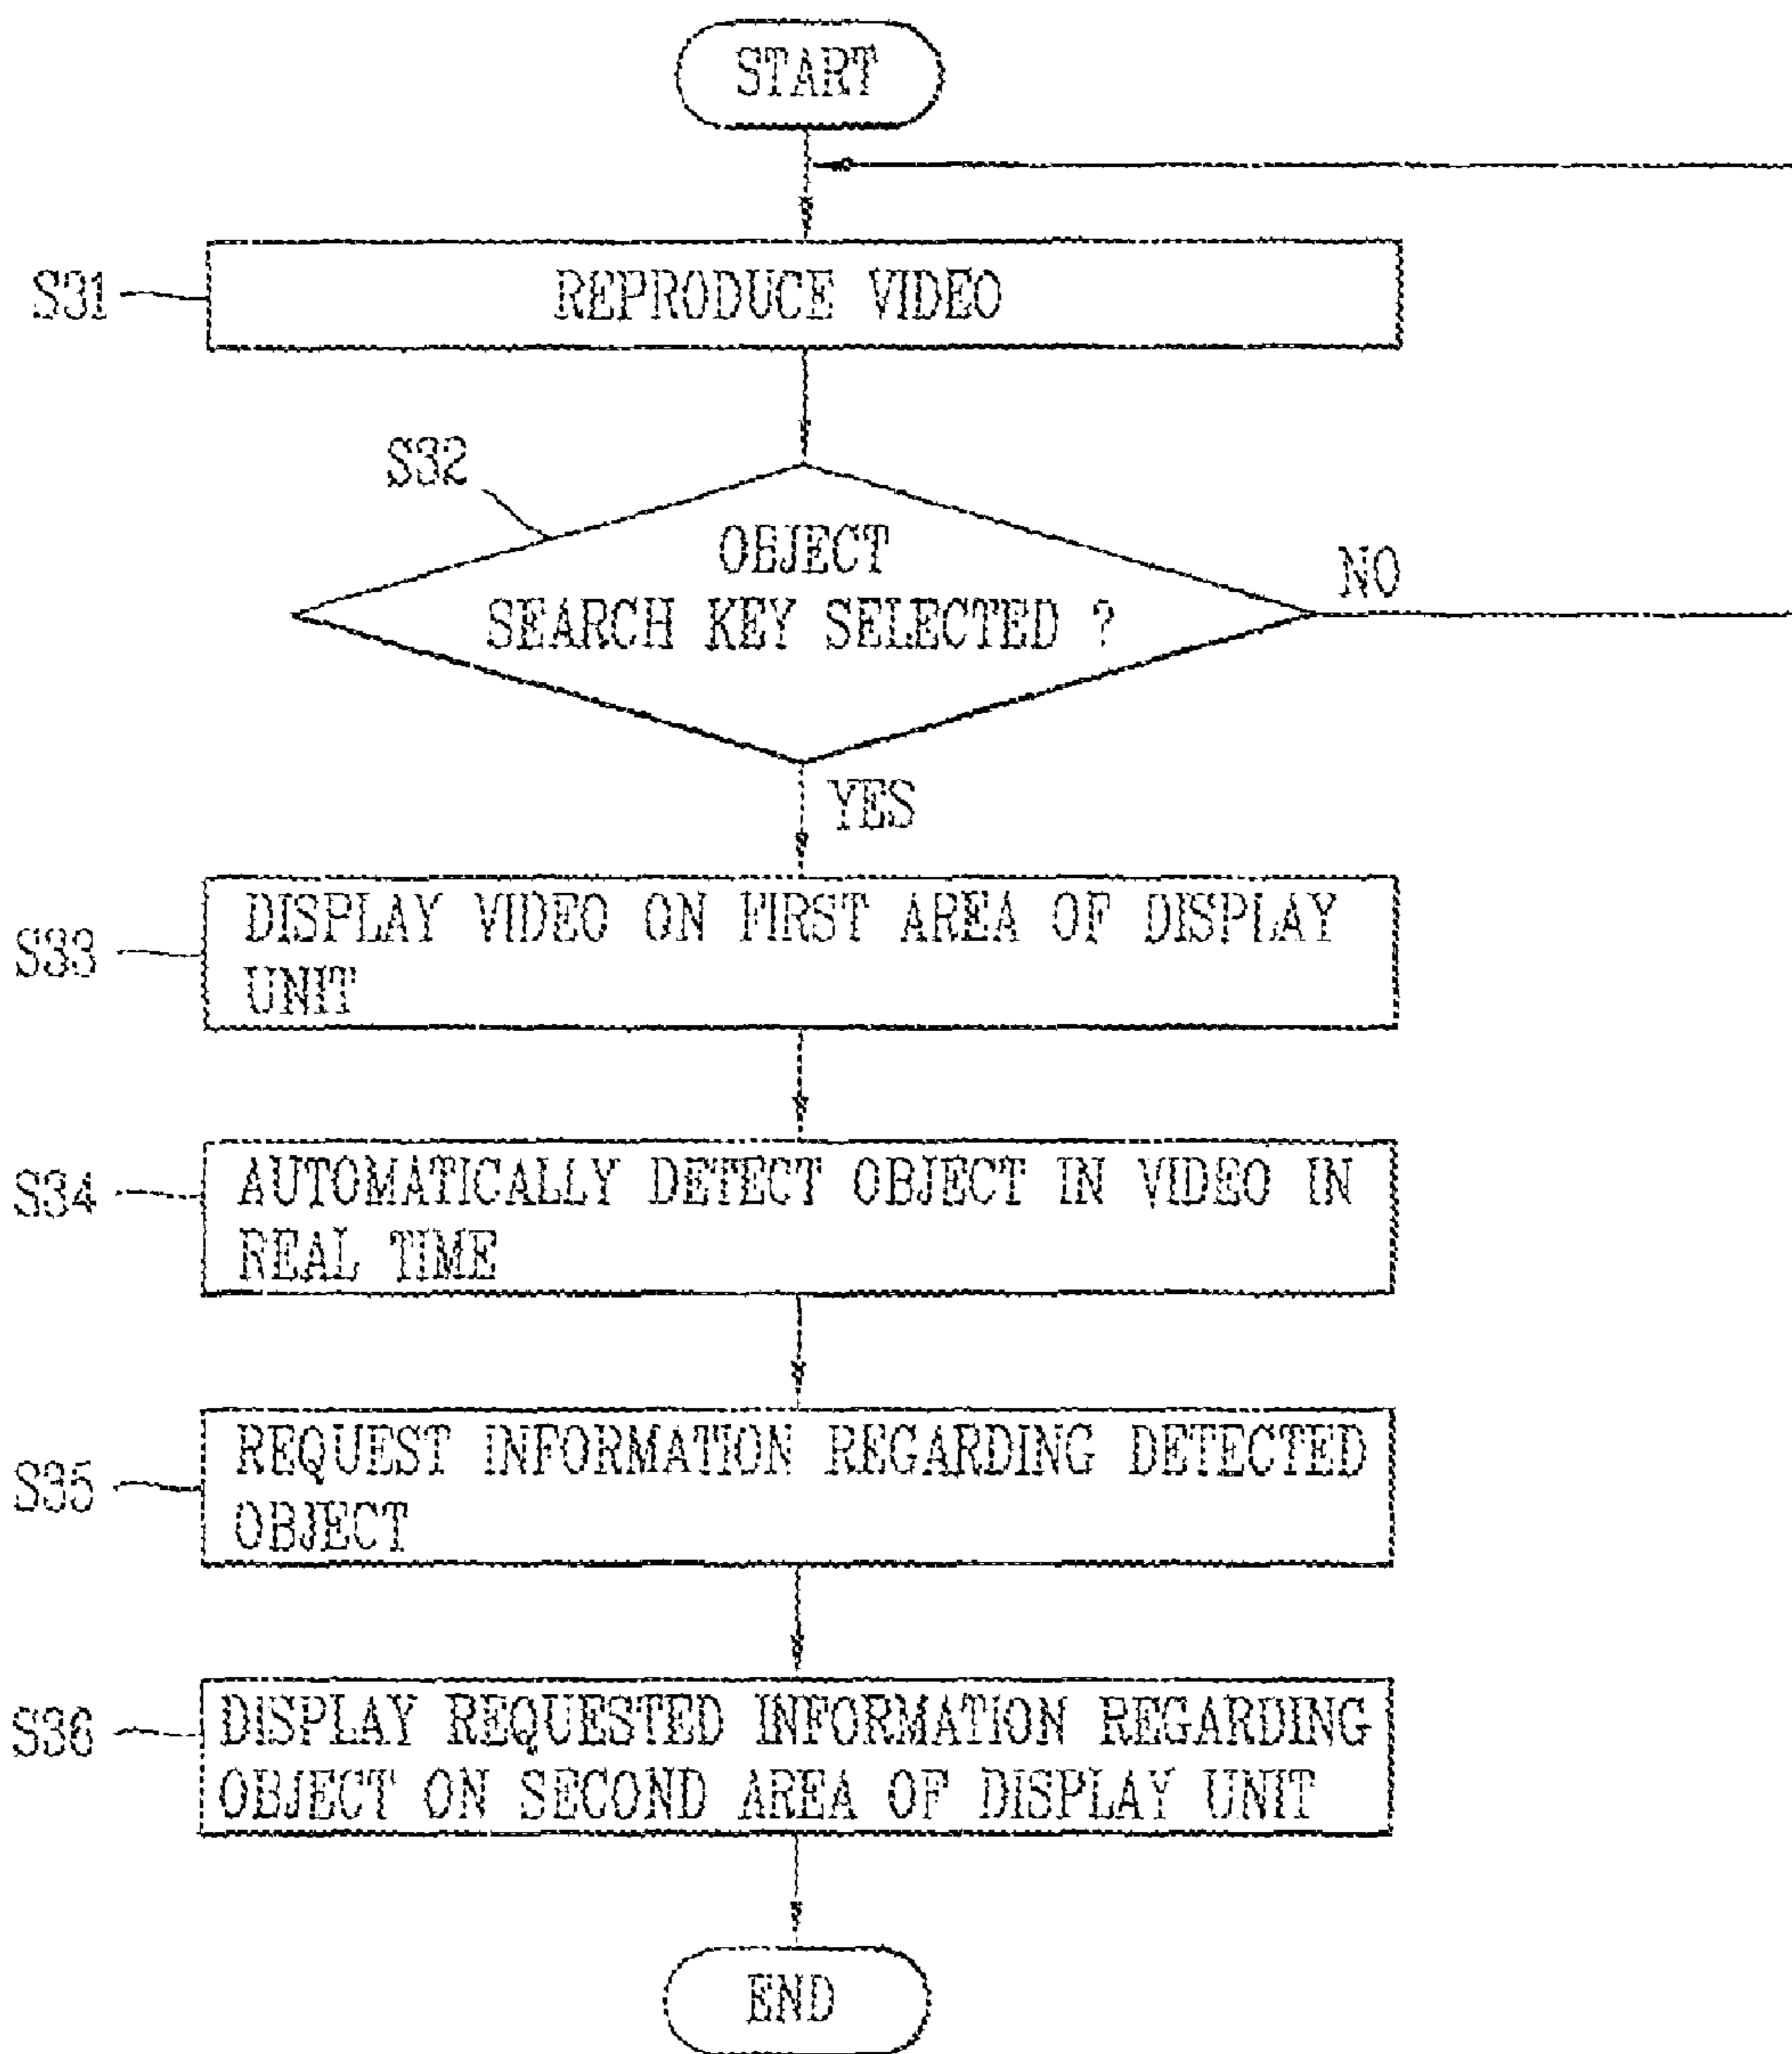 START
S31
REPRODUCE VIDEO
S32
OBJECT
SEARCH KEY SELECTED ?
NO
YES
S33
DISPLAY VIDEO ON FIRST AREA OF DISPLAY
UNIT
S34
AUTOMATICALLY DETECT OBJECT IN VIDEO IN
REAL TIME
S35
REQUEST INFORMATION REGARDING DETECTED
OBJECT
S36
DISPLAY REQUESTED INFORMATION REGARDING
OBJECT ON SECOND AREA OF DISPLAY UNIT
END